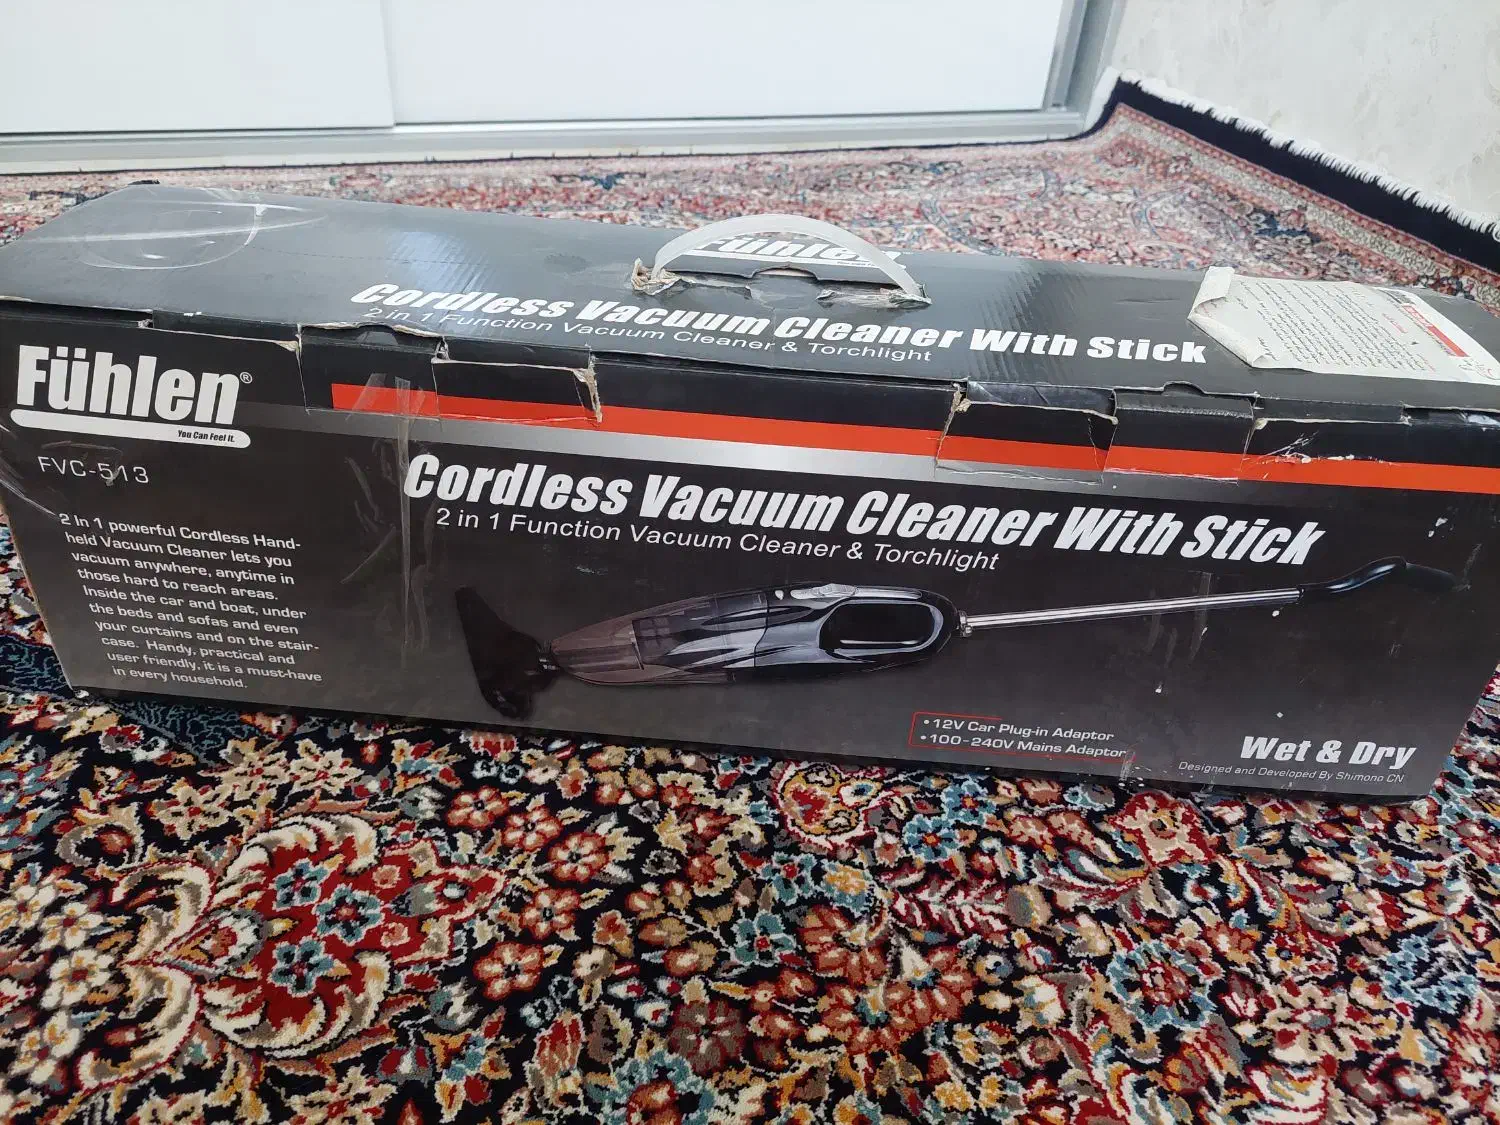 Fühlen
Cordless Vacuum Cleaner With Stick
2 in 1 Function Vacuum Cleaner & Torchlight
Fühlen®
You Can Feel It.
FVC-513
2 In 1 powerful Cordless Hand-
held Vacuum Cleaner lets you
vacuum anywhere, anytime in
those hard to reach areas.
Inside the car and boat, under
the beds and sofas and even
your curtains and on the stair-
case. Handy, practical and
user friendly, it is a must-have
in every household.
Cordless Vacuum Cleaner With Stick
2 in 1 Function Vacuum Cleaner & Torchlight
•12V Car Plug-in Adaptor
•100-240V Mains Adaptor
Wet & Dry
Designed and Developed By Shimono CN